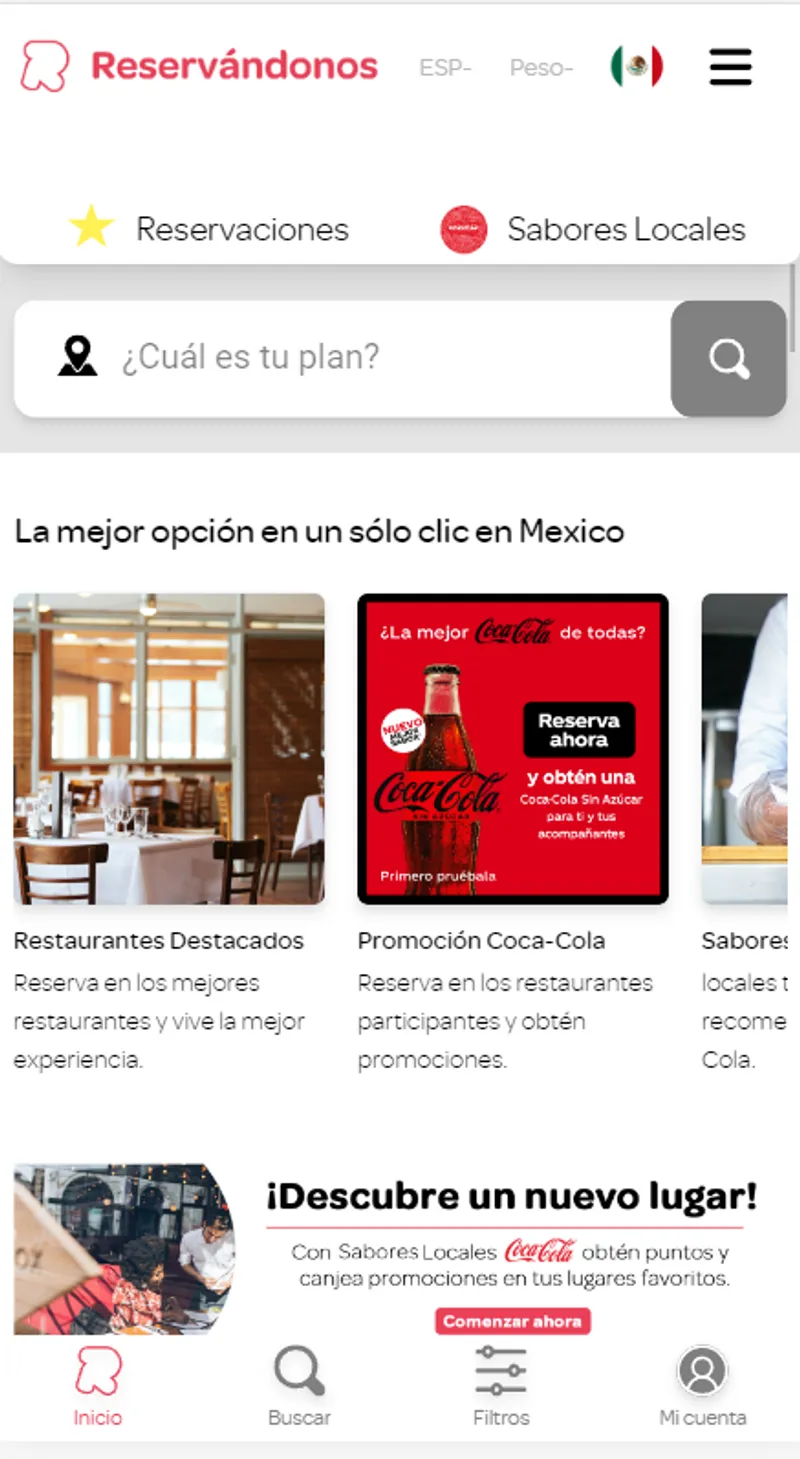 Reservándonos ESP- Peso-
Reservaciones Sabores Locales
¿Cuál es tu plan?
La mejor opción en un sólo clic en Mexico
¿La mejor Coca-Cola de todas?
NUEVO
MEJOR
SABOR
Reserva
ahora
Coca-Cola
SIN AZÚCAR
y obtén una
Coca-Cola Sin Azúcar
para ti y tus
acompañantes
Primero pruébala
Restaurantes Destacados
Reserva en los mejores
restaurantes y vive la mejor
experiencia.
Promoción Coca-Cola
Reserva en los restaurantes
participantes y obtén
promociones.
Sabores
locales t
recome
Cola.
¡Descubre un nuevo lugar!
Con Sabores Locales Coca-Cola obtén puntos y
canjea promociones en tus lugares favoritos.
Comenzar ahora
Inicio Buscar Filtros Mi cuenta